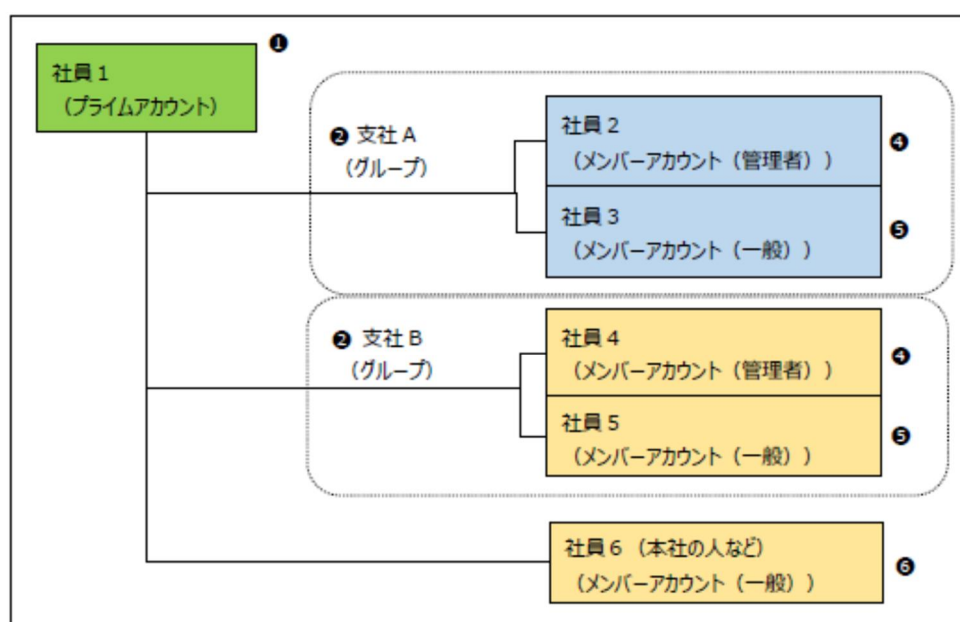 ❶
社員1
（プライムアカウント）
❷ 支社A
（グループ）
社員2
（メンバーアカウント（管理者））
❹
社員3
（メンバーアカウント（一般））
❺
❷ 支社B
（グループ）
社員4
（メンバーアカウント（管理者））
❹
社員5
（メンバーアカウント（一般））
❺
社員6（本社の人など）
（メンバーアカウント（一般））
❻